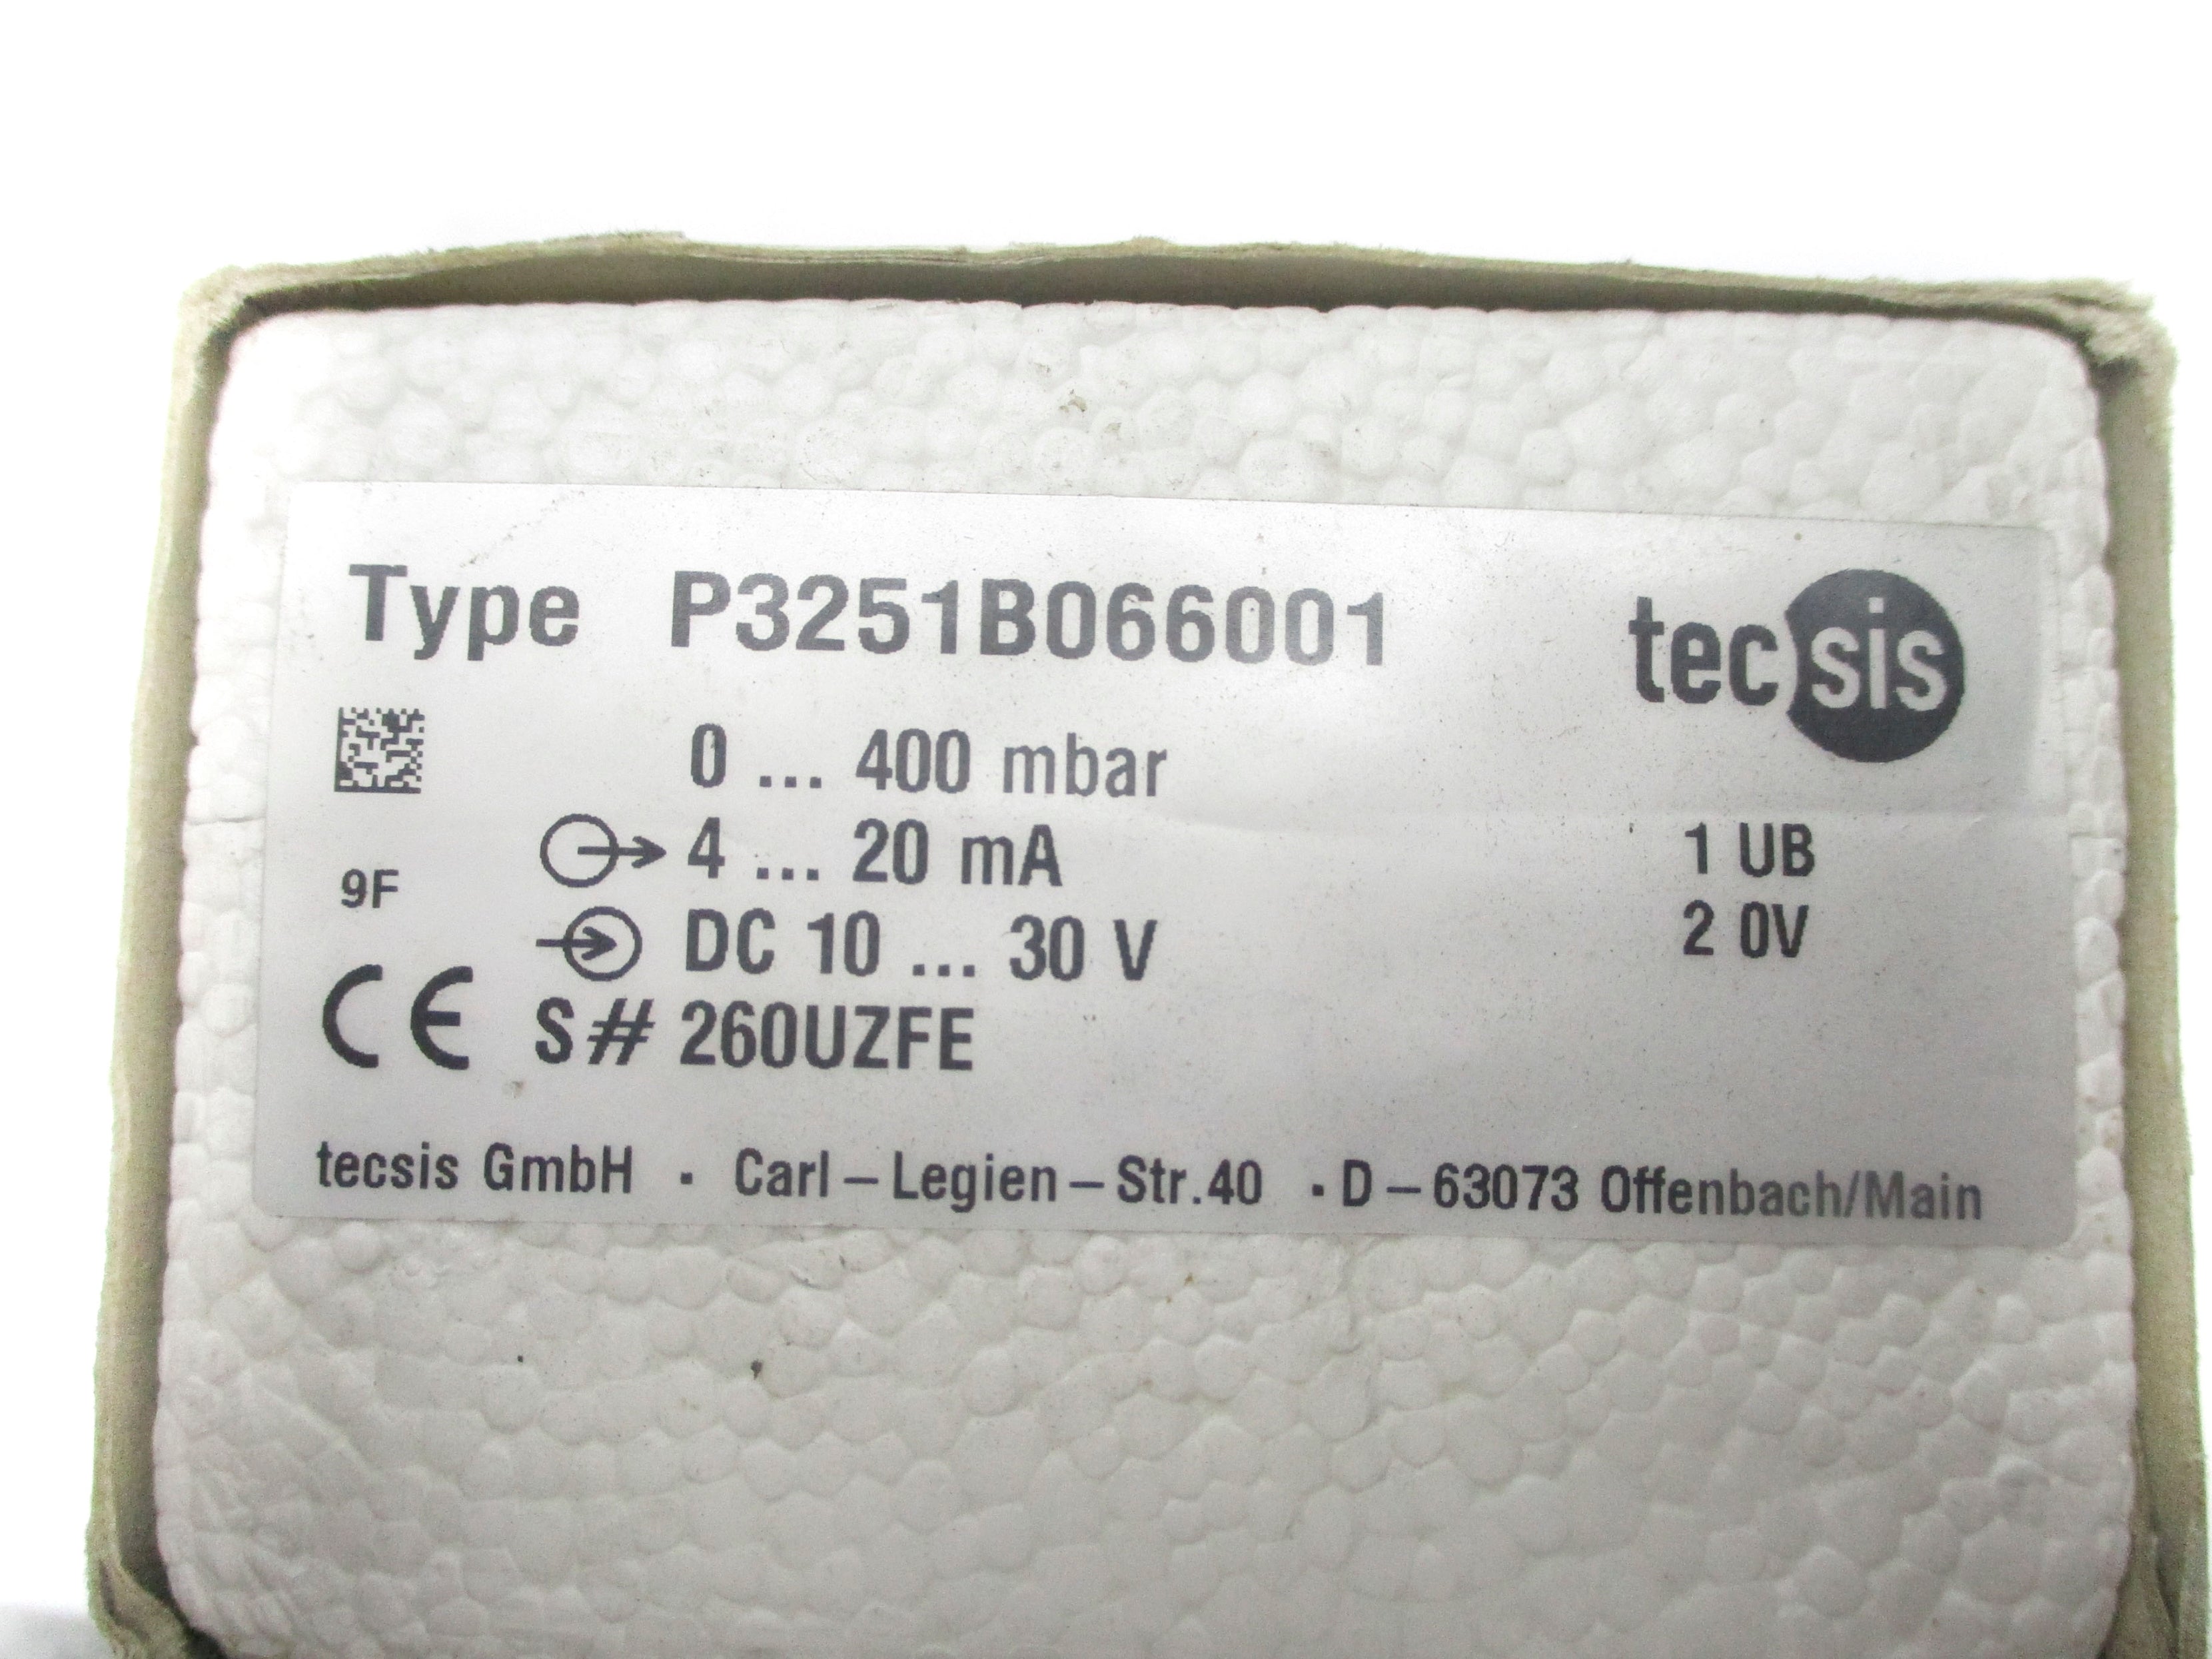 Type P3251B066001
tecsis
0 ... 400 mbar
4 ... 20 mA
1 UB
9F
DC 10 ... 30 V
2 0V
CE
S# 260UZFE
tecsis GmbH · Carl–Legien–Str.40 · D–63073 Offenbach/Main